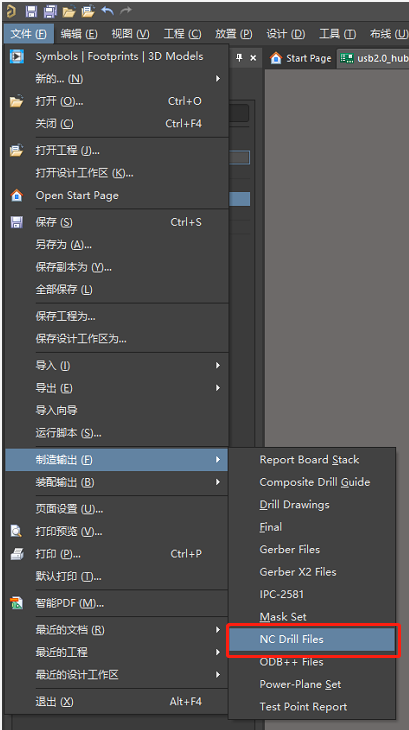 文件 (F) 编辑 (E) 视图 (V) 工程 (C) 放置 (P) 设计 (D) 工具 (T) 布线 (U)
Symbols | Footprints | 3D Models
Start Page
usb2.0_hub
新的... (N)
打开 (O)... Ctrl+O
关闭 (C) Ctrl+F4
打开工程 (J)...
打开设计工作区 (K)...
Open Start Page
保存 (S) Ctrl+S
另存为 (A)...
保存副本为 (Y)...
全部保存 (L)
保存工程为...
保存设计工作区为...
导入 (I)
导出 (E)
导入向导
运行脚本 (S)...
制造输出 (F)
装配输出 (B)
页面设置 (U)...
打印预览 (V)...
打印 (P)... Ctrl+P
默认打印 (T)...
智能PDF (M)...
最近的文档 (R)
最近的工程
最近的设计工作区
退出 (X) Alt+F4
Report Board Stack
Composite Drill Guide
Drill Drawings
Final
Gerber Files
Gerber X2 Files
IPC-2581
Mask Set
NC Drill Files
ODB++ Files
Power-Plane Set
Test Point Report